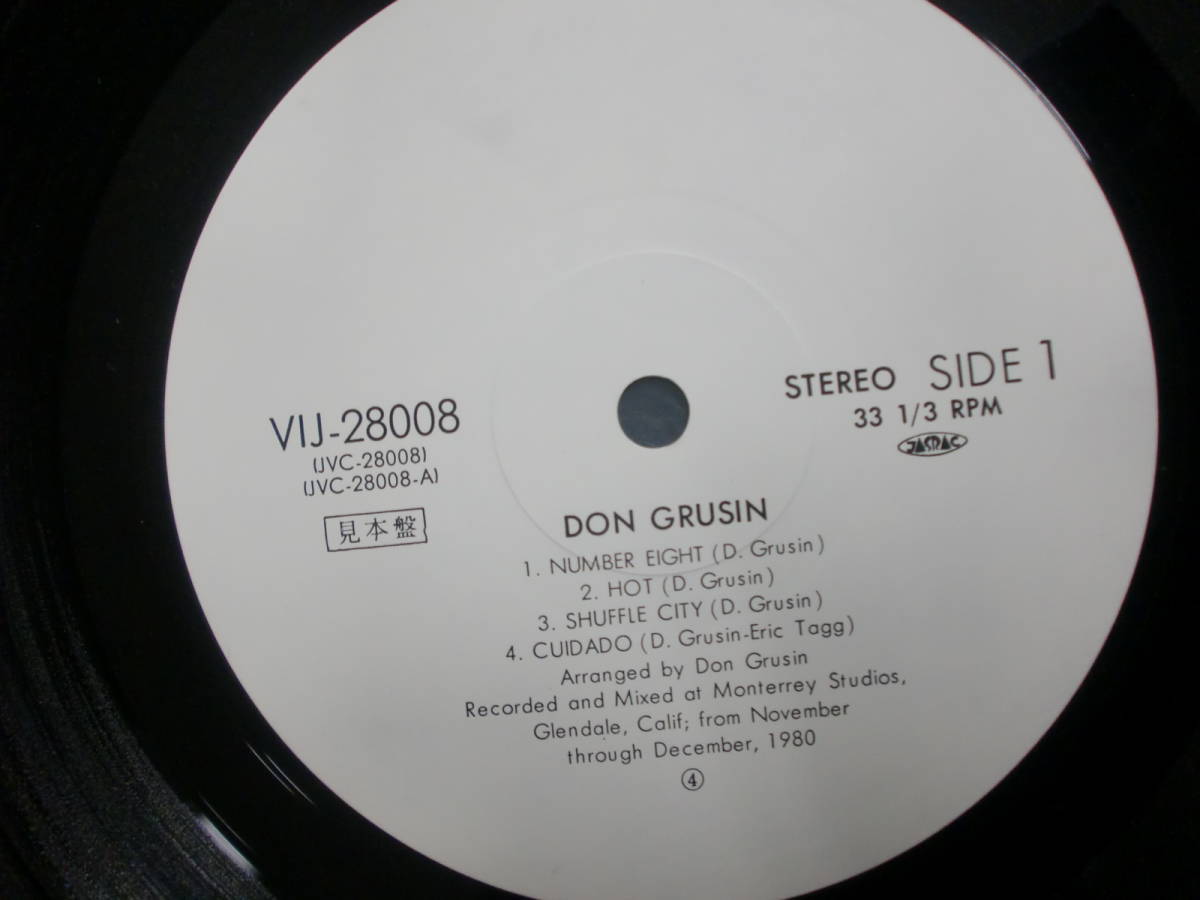 STEREO SIDE 1
33 1/3 RPM
JASRAC
VIJ-28008
(JVC-28008)
(JVC-28008-A)
見本盤
DON GRUSIN
1. NUMBER EIGHT (D. Grusin)
2. HOT (D. Grusin)
3. SHUFFLE CITY (D. Grusin)
4. CUIDADO (D. Grusin-Eric Tagg)
Arranged by Don Grusin
Recorded and Mixed at Monterrey Studios,
Glendale, Calif; from November
through December, 1980
④